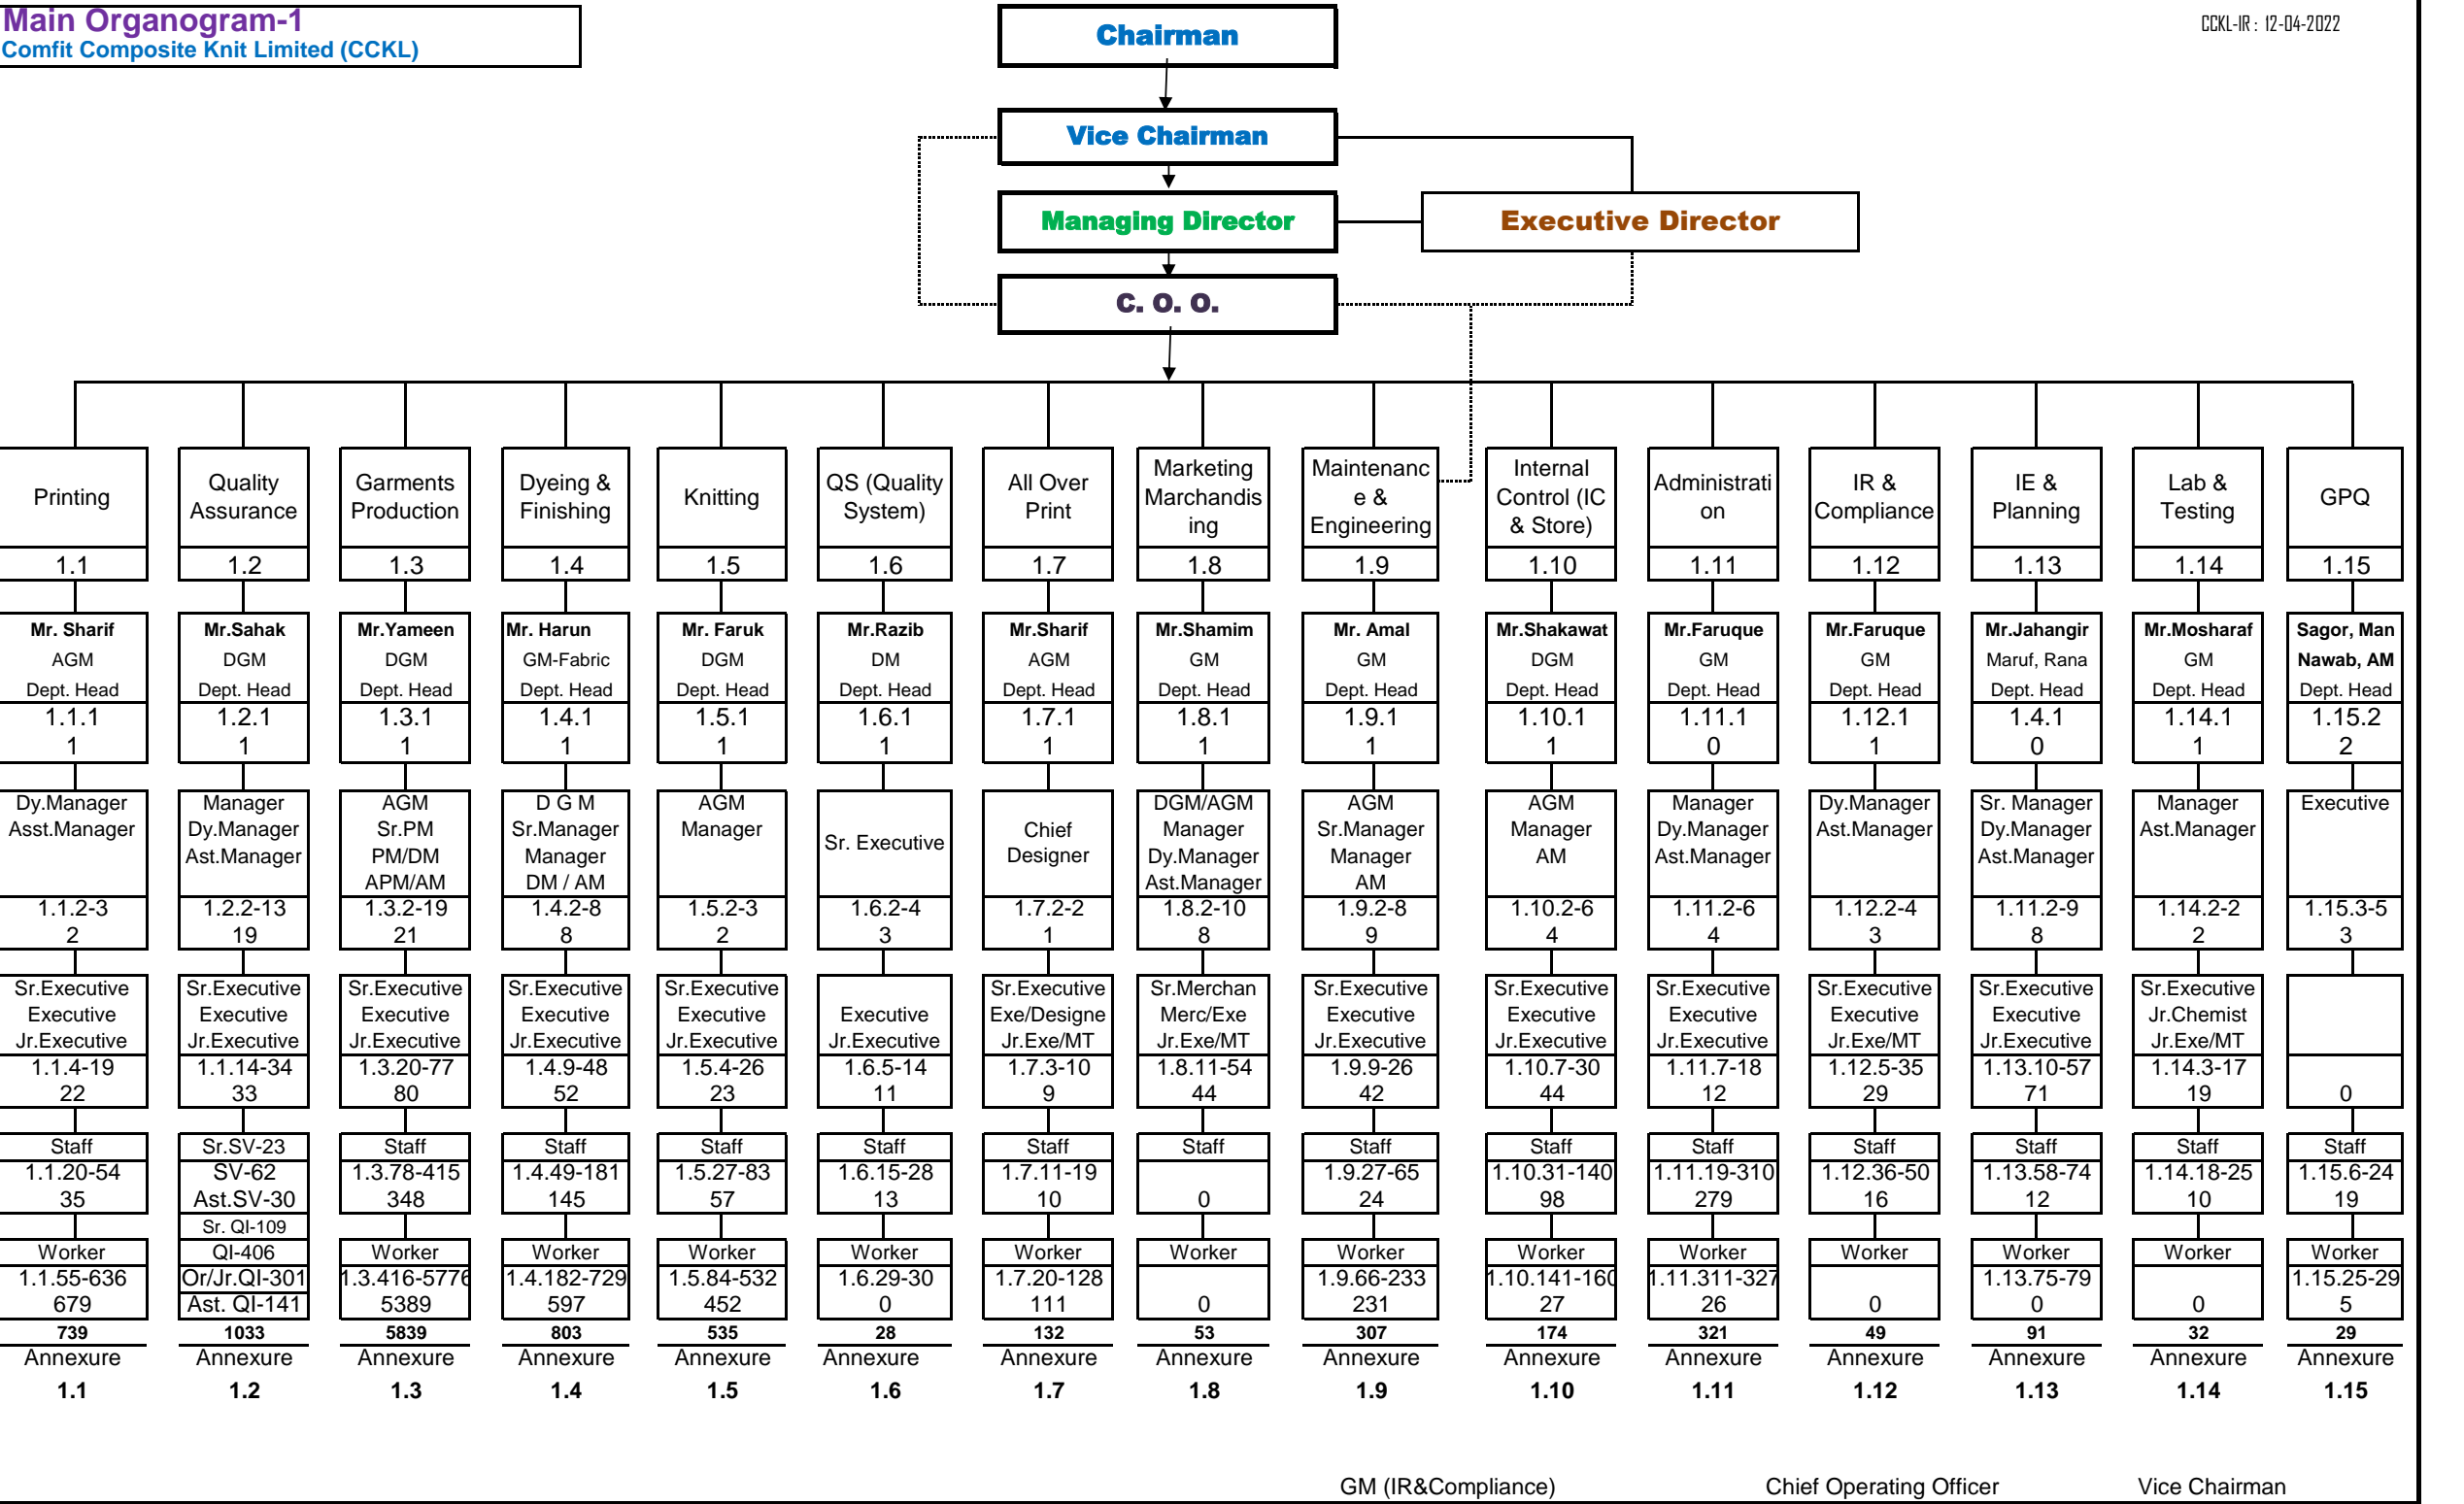 Main Organogram-1
Comfit Composite Knit Limited (CCKL)
CCKL-IR : 12-04-2022
Chairman
Vice Chairman
Managing Director
Executive Director
C. O. O.
Printing
1.1
Mr. Sharif
AGM
Dept. Head
1.1.1
1
Dy.Manager
Asst.Manager
1.1.2-3
2
Sr.Executive
Executive
Jr.Executive
1.1.4-19
22
Staff
1.1.20-54
35
Worker
1.1.55-636
679
739
Annexure
1.1
Quality
Assurance
1.2
Mr.Sahak
DGM
Dept. Head
1.2.1
1
Manager
Dy.Manager
Ast.Manager
1.2.2-13
19
Sr.Executive
Executive
Jr.Executive
1.1.14-34
33
Sr.SV-23
SV-62
Ast.SV-30
Sr. QI-109
QI-406
Or/Jr.QI-301
Ast. QI-141
1033
Annexure
1.2
Garments
Production
1.3
Mr.Yameen
DGM
Dept. Head
1.3.1
1
AGM
Sr.PM
PM/DM
APM/AM
1.3.2-19
21
Sr.Executive
Executive
Jr.Executive
1.3.20-77
80
Staff
1.3.78-415
348
Worker
1.3.416-5776
5389
5839
Annexure
1.3
Dyeing &
Finishing
1.4
Mr. Harun
GM-Fabric
Dept. Head
1.4.1
1
D G M
Sr.Manager
Manager
DM / AM
1.4.2-8
8
Sr.Executive
Executive
Jr.Executive
1.4.9-48
52
Staff
1.4.49-181
145
Worker
1.4.182-729
597
803
Annexure
1.4
Knitting
1.5
Mr. Faruk
DGM
Dept. Head
1.5.1
1
AGM
Manager
1.5.2-3
2
Sr.Executive
Executive
Jr.Executive
1.5.4-26
23
Staff
1.5.27-83
57
Worker
1.5.84-532
452
535
Annexure
1.5
QS (Quality
System)
1.6
Mr.Razib
DM
Dept. Head
1.6.1
1
Sr. Executive
1.6.2-4
3
Executive
Jr.Executive
1.6.5-14
11
Staff
1.6.15-28
13
Worker
1.6.29-30
0
28
Annexure
1.6
All Over
Print
1.7
Mr.Sharif
AGM
Dept. Head
1.7.1
1
Chief
Designer
1.7.2-2
1
Sr.Executive
Exe/Designe
Jr.Exe/MT
1.7.3-10
9
Staff
1.7.11-19
10
Worker
1.7.20-128
111
132
Annexure
1.7
Marketing
Marchandis
ing
1.8
Mr.Shamim
GM
Dept. Head
1.8.1
1
DGM/AGM
Manager
Dy.Manager
Ast.Manager
1.8.2-10
8
Sr.Merchan
Merc/Exe
Jr.Exe/MT
1.8.11-54
44
Staff
0
Worker
0
53
Annexure
1.8
Maintenanc
e &
Engineering
1.9
Mr. Amal
GM
Dept. Head
1.9.1
1
AGM
Sr.Manager
Manager
AM
1.9.2-8
9
Sr.Executive
Executive
Jr.Executive
1.9.9-26
42
Staff
1.9.27-65
24
Worker
1.9.66-233
231
307
Annexure
1.9
Internal
Control (IC
& Store)
1.10
Mr.Shakawat
DGM
Dept. Head
1.10.1
1
AGM
Manager
AM
1.10.2-6
4
Sr.Executive
Executive
Jr.Executive
1.10.7-30
44
Staff
1.10.31-140
98
Worker
1.10.141-160
27
174
Annexure
1.10
Administrati
on
1.11
Mr.Faruque
GM
Dept. Head
1.11.1
0
Manager
Dy.Manager
Ast.Manager
1.11.2-6
4
Sr.Executive
Executive
Jr.Executive
1.11.7-18
12
Staff
1.11.19-310
279
Worker
1.11.311-327
26
321
Annexure
1.11
IR &
Compliance
1.12
Mr.Faruque
GM
Dept. Head
1.12.1
1
Dy.Manager
Ast.Manager
1.12.2-4
3
Sr.Executive
Executive
Jr.Exe/MT
1.12.5-35
29
Staff
1.12.36-50
16
Worker
0
49
Annexure
1.12
IE &
Planning
1.13
Mr.Jahangir
Maruf, Rana
Dept. Head
1.4.1
0
Sr. Manager
Dy.Manager
Ast.Manager
1.11.2-9
8
Sr.Executive
Executive
Jr.Executive
1.13.10-57
71
Staff
1.13.58-74
12
Worker
1.13.75-79
0
91
Annexure
1.13
Lab &
Testing
1.14
Mr.Mosharaf
GM
Dept. Head
1.14.1
1
Manager
Ast.Manager
1.14.2-2
2
Sr.Executive
Jr.Chemist
Jr.Exe/MT
1.14.3-17
19
Staff
1.14.18-25
10
Worker
0
32
Annexure
1.14
GPQ
1.15
Sagor, Man
Nawab, AM
Dept. Head
1.15.2
2
Executive
1.15.3-5
3
0
Staff
1.15.6-24
19
Worker
1.15.25-29
5
29
Annexure
1.15
GM (IR&Compliance)
Chief Operating Officer
Vice Chairman